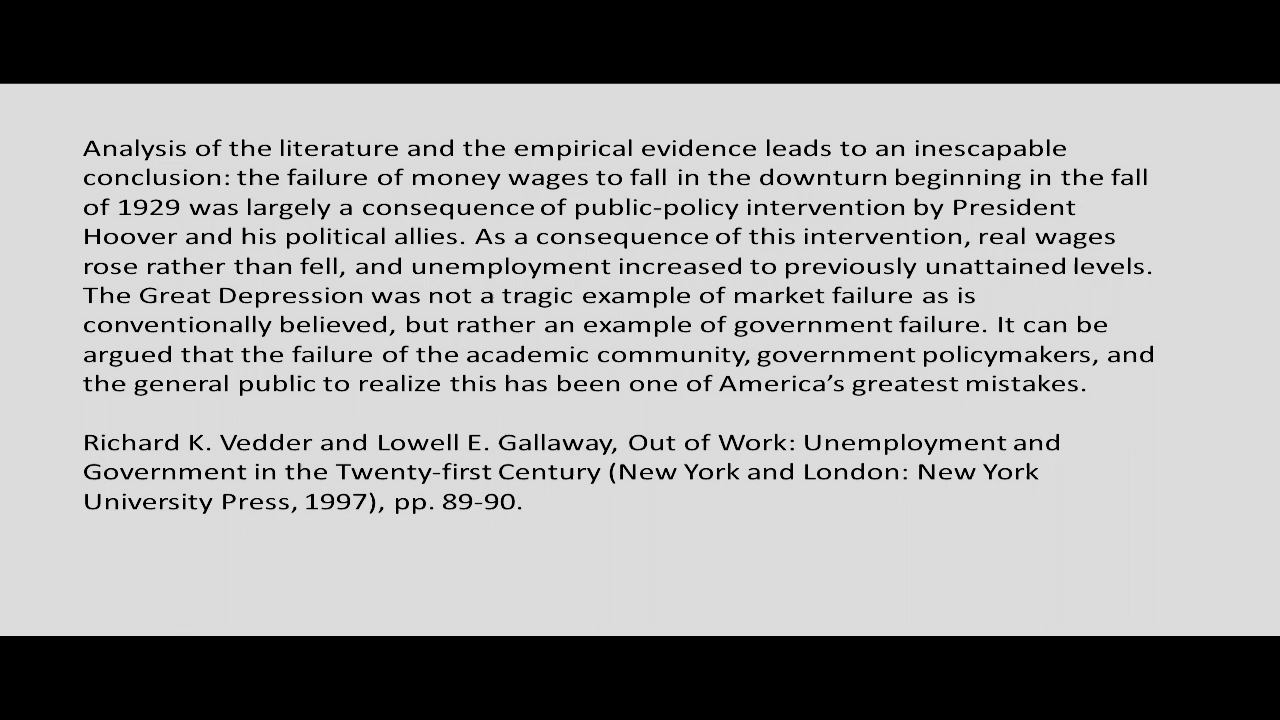 Analysis of the literature and the empirical evidence leads to an inescapable
conclusion: the failure of money wages to fall in the downturn beginning in the fall
of 1929 was largely a consequence of public-policy intervention by President
Hoover and his political allies. As a consequence of this intervention, real wages
rose rather than fell, and unemployment increased to previously unattained levels.
The Great Depression was not a tragic example of market failure as is
conventionally believed, but rather an example of government failure. It can be
argued that the failure of the academic community, government policymakers, and
the general public to realize this has been one of America’s greatest mistakes.
Richard K. Vedder and Lowell E. Gallaway, Out of Work: Unemployment and
Government in the Twenty-first Century (New York and London: New York
University Press, 1997), pp. 89-90.